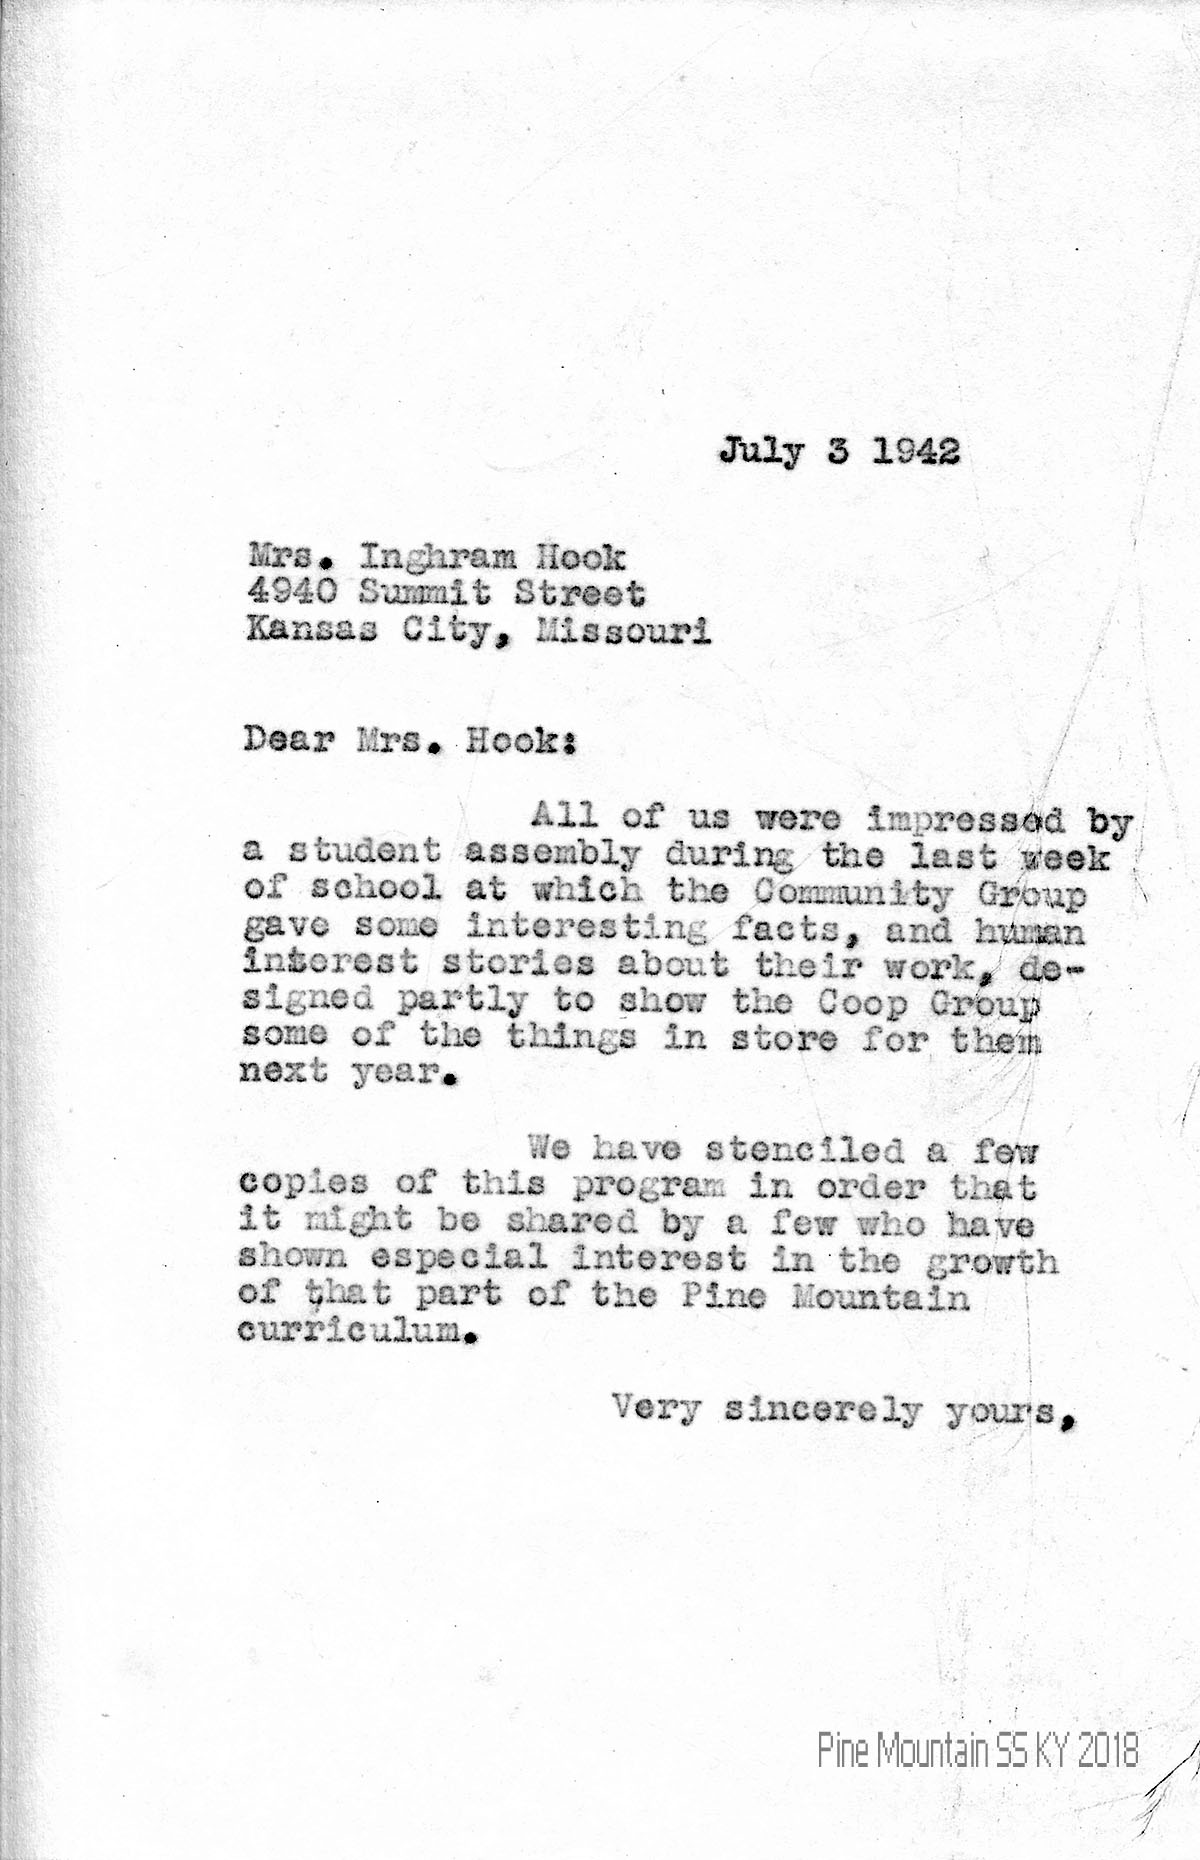 July 3 1942
Mrs. Inghram Hook
4940 Summit Street
Kansas City, Missouri
Dear Mrs. Hook:
All of us were impressed by
a student assembly during the last week
of school at which the Community Group
gave some interesting facts, and human
interest stories about their work, de-
signed partly to show the Coop Group
some of the things in store for them
next year.
We have stenciled a few
copies of this program in order that
it might be shared by a few who have
shown especial interest in the growth
of that part of the Pine Mountain
curriculum.
Very sincerely yours,
Pine Mountain SS KY 2018